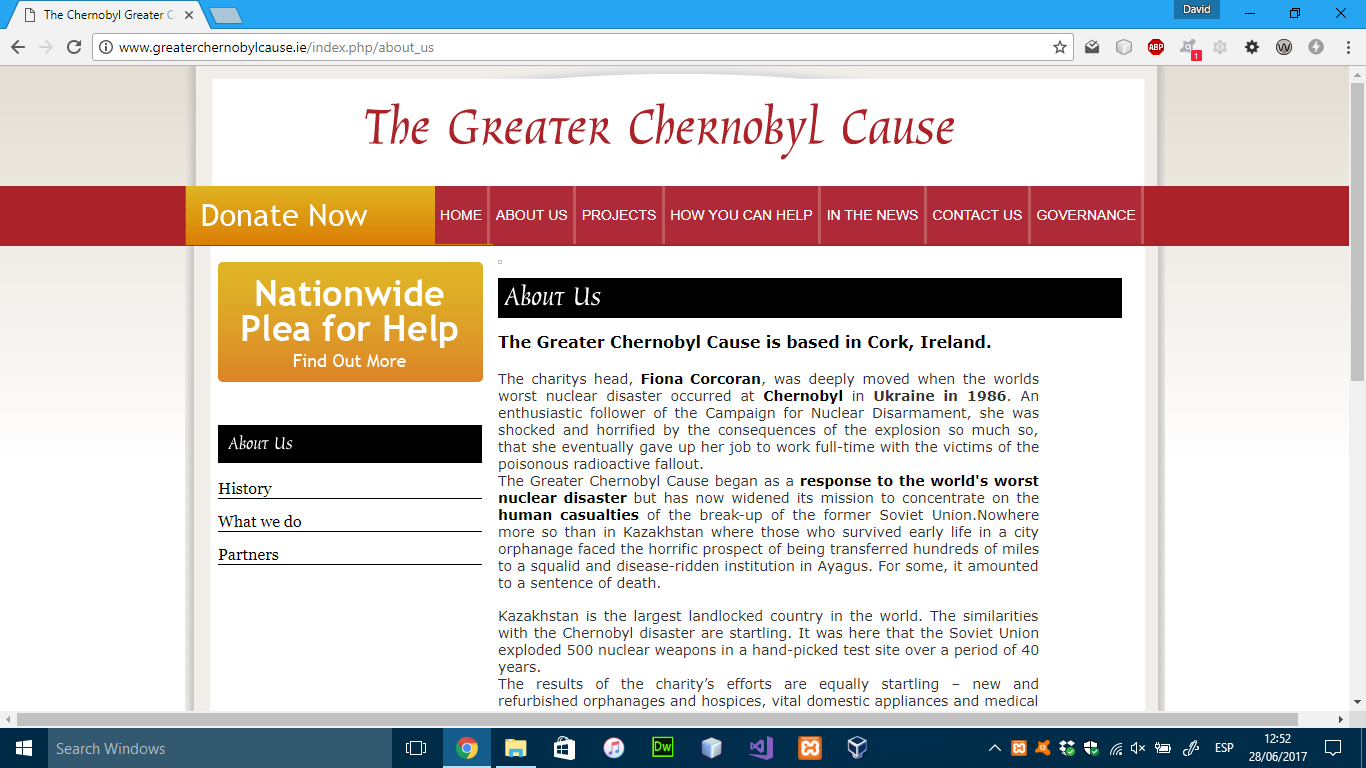 The Chernobyl Greater C
David
www.greaterchernobylcause.ie/index.php/about_us
ABP
1
W
The Greater Chernobyl Cause
Donate Now
HOME
ABOUT US
PROJECTS
HOW YOU CAN HELP
IN THE NEWS
CONTACT US
GOVERNANCE
Nationwide
Plea for Help
Find Out More
About Us
History
What we do
Partners
About Us
The Greater Chernobyl Cause is based in Cork, Ireland.
The charitys head, Fiona Corcoran, was deeply moved when the worlds
worst nuclear disaster occurred at Chernobyl in Ukraine in 1986. An
enthusiastic follower of the Campaign for Nuclear Disarmament, she was
shocked and horrified by the consequences of the explosion so much so,
that she eventually gave up her job to work full-time with the victims of the
poisonous radioactive fallout.
The Greater Chernobyl Cause began as a response to the world's worst
nuclear disaster but has now widened its mission to concentrate on the
human casualties of the break-up of the former Soviet Union.Nowhere
more so than in Kazakhstan where those who survived early life in a city
orphanage faced the horrific prospect of being transferred hundreds of miles
to a squalid and disease-ridden institution in Ayagus. For some, it amounted
to a sentence of death.
Kazakhstan is the largest landlocked country in the world. The similarities
with the Chernobyl disaster are startling. It was here that the Soviet Union
exploded 500 nuclear weapons in a hand-picked test site over a period of 40
years.
The results of the charity’s efforts are equally startling – new and
refurbished orphanages and hospices, vital domestic appliances and medical
Search Windows
Dw
ESP
12:52
28/06/2017